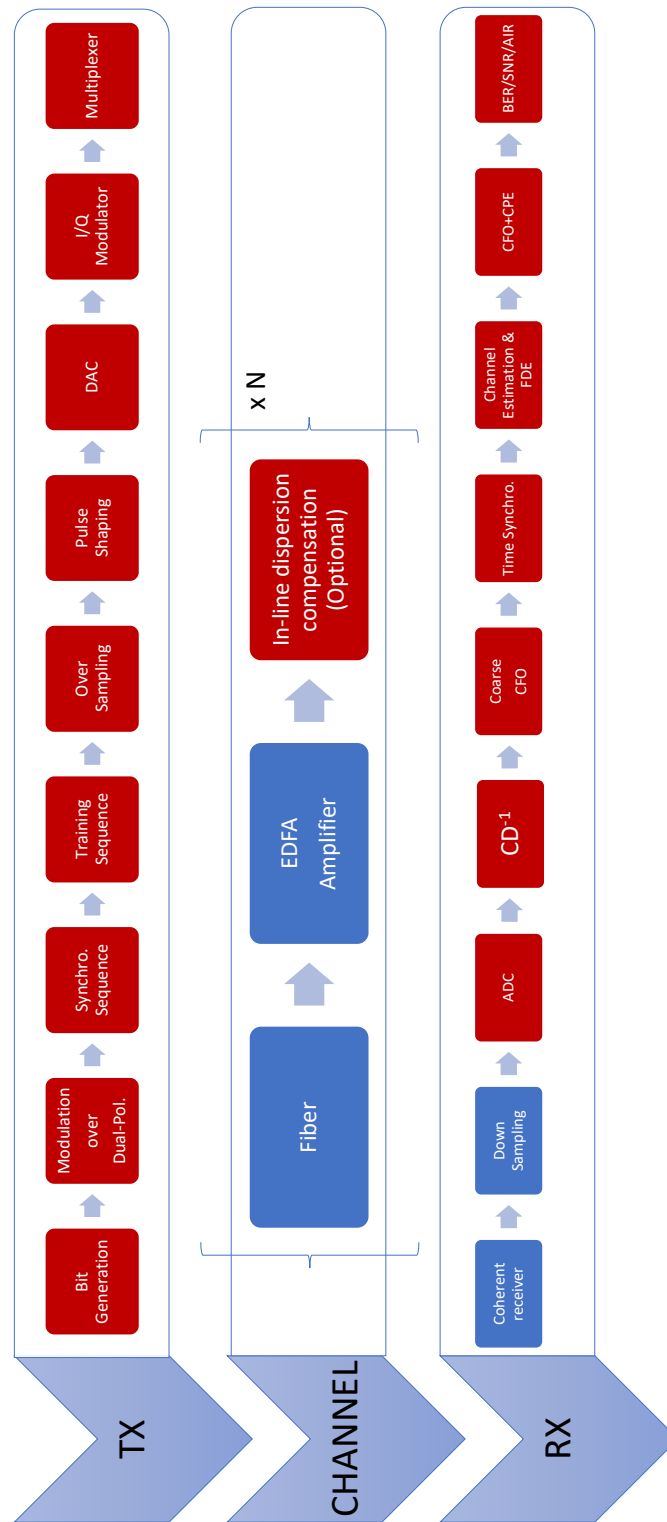 TX
Bit
Generation
Modulation
over
Dual-Pol.
Synchro.
Sequence
Training
Sequence
Over
Sampling
Pulse
Shaping
DAC
I/Q
Modulator
Multiplexer
CHANNEL
Fiber
EDFA
Amplifier
In-line dispersion
compensation
(Optional)
x N
RX
Coherent
receiver
Down
Sampling
ADC
CD⁻¹
Coarse
CFO
Time Synchro.
Channel
Estimation &
FDE
CFO+CPE
BER/SNR/AIR